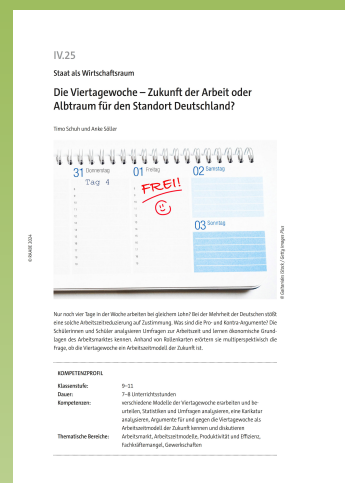 IV.25
Staat als Wirtschaftsraum
Die Viertagewoche – Zukunft der Arbeit oder
Albtraum für den Standort Deutschland?
Timo Schuh und Anke Söller
31 Donnerstag
Tag 4
01 Freitag
FREI!
02 Samstag
03 Sonntag
© RAABE 2024
Nur noch vier Tage in der Woche arbeiten bei gleichem Lohn? Bei der Mehrheit der Deutschen stößt
eine solche Arbeitszeitreduzierung auf Zustimmung. Was sind die Pro- und Kontra-Argumente? Die
Schülerinnen und Schüler analysieren Umfragen zur Arbeitszeit und lernen ökonomische Grund-
lagen des Arbeitsmarktes kennen. Anhand von Rollenkarten erörtern sie multiperspektivisch die
Frage, ob die Viertagewoche ein Arbeitszeitmodell der Zukunft ist.
KOMPETENZPROFIL
Klassenstufe: 9–11
Dauer: 7–8 Unterrichtsstunden
Kompetenzen: verschiedene Modelle der Viertagewoche erarbeiten und be-
urteilen, Statistiken und Umfragen analysieren, eine Karikatur
analysieren, Argumente für und gegen die Viertagewoche als
Arbeitszeitmodell der Zukunft kennen und diskutieren
Thematische Bereiche: Arbeitsmarkt, Arbeitszeitmodelle, Produktivität und Effizienz,
Fachkräftemangel, Gewerkschaften